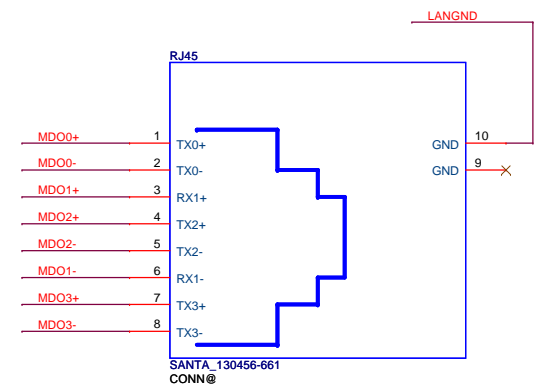 LANGND
RJ45
MDO0+ 1 TX0+ GND 10
MDO0- 2 TX0- GND 9
MDO1+ 3 RX1+
MDO2+ 4 TX2+
MDO2- 5 TX2-
MDO1- 6 RX1-
MDO3+ 7 TX3+
MDO3- 8 TX3-
SANTA_130456-661
CONN@